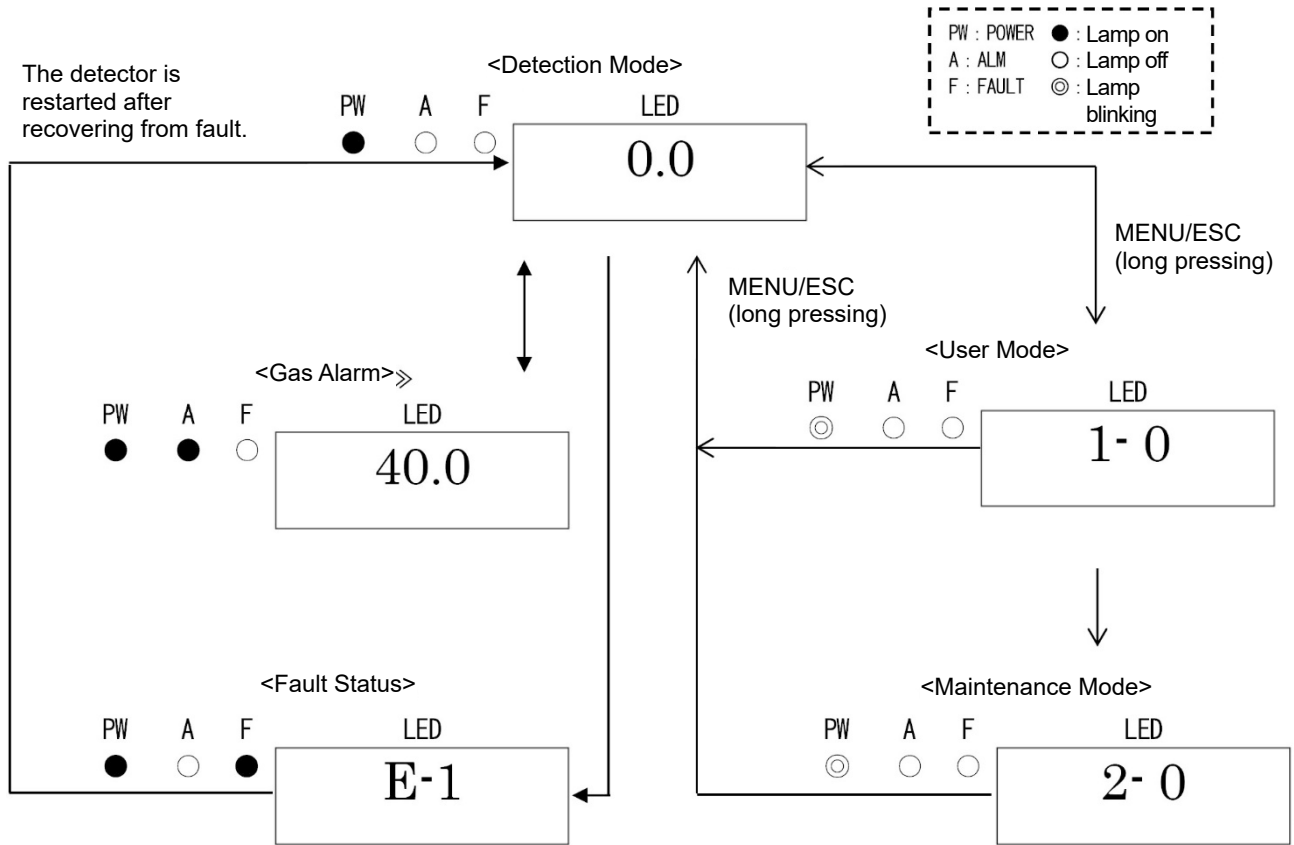 PW : POWER ● : Lamp on
A : ALM ○ : Lamp off
F : FAULT ◎ : Lamp
blinking
The detector is
restarted after
recovering from fault.
<Detection Mode>
PW A F LED
0.0
MENU/ESC
(long pressing)
MENU/ESC
(long pressing)
<Gas Alarm>≫
PW A F LED
40.0
<User Mode>
PW A F LED
1- 0
<Fault Status>
PW A F LED
E-1
<Maintenance Mode>
PW A F LED
2- 0